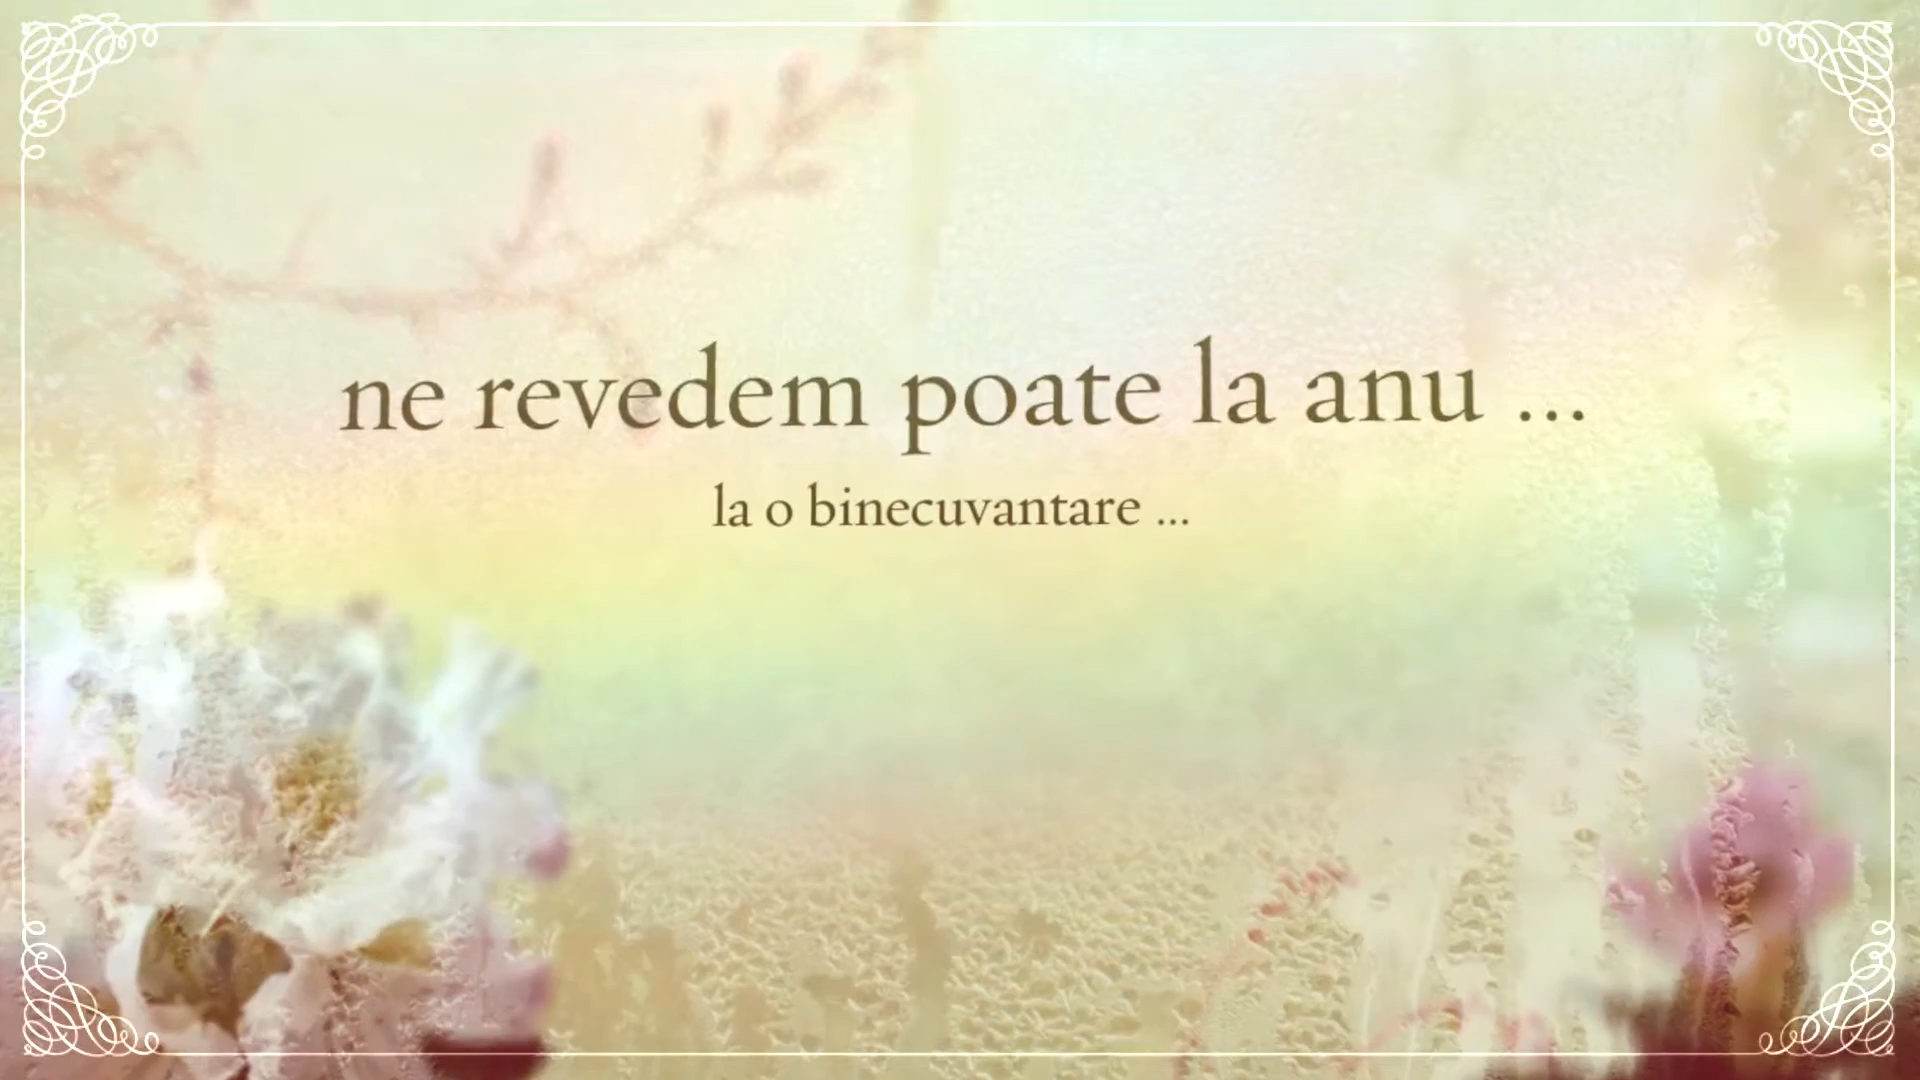 ne revedem poate la anu ...
la o binecuvantare ...